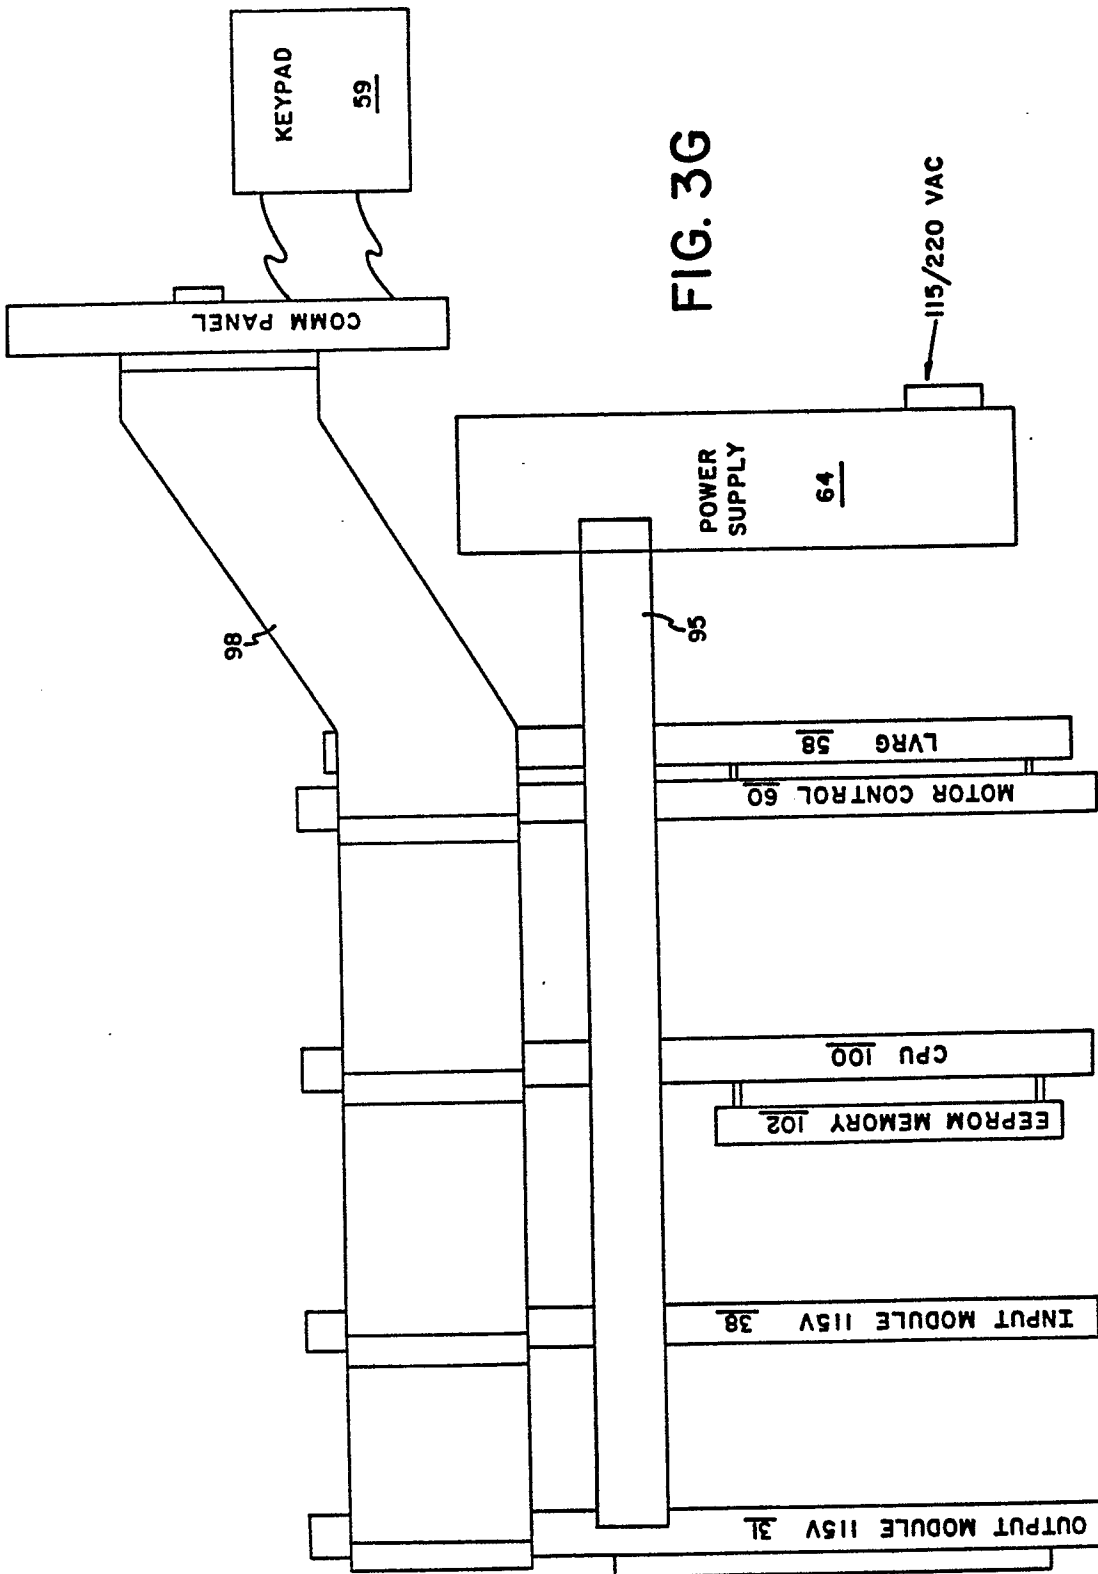 KEYPAD
59
COMM PANEL
FIG. 3G
115/220 VAC
POWER
SUPPLY
64
98
95
LVRG 58
MOTOR CONTROL 60
CPU 100
EEPROM MEMORY 102
INPUT MODULE 115V 38
OUTPUT MODULE 115V 31